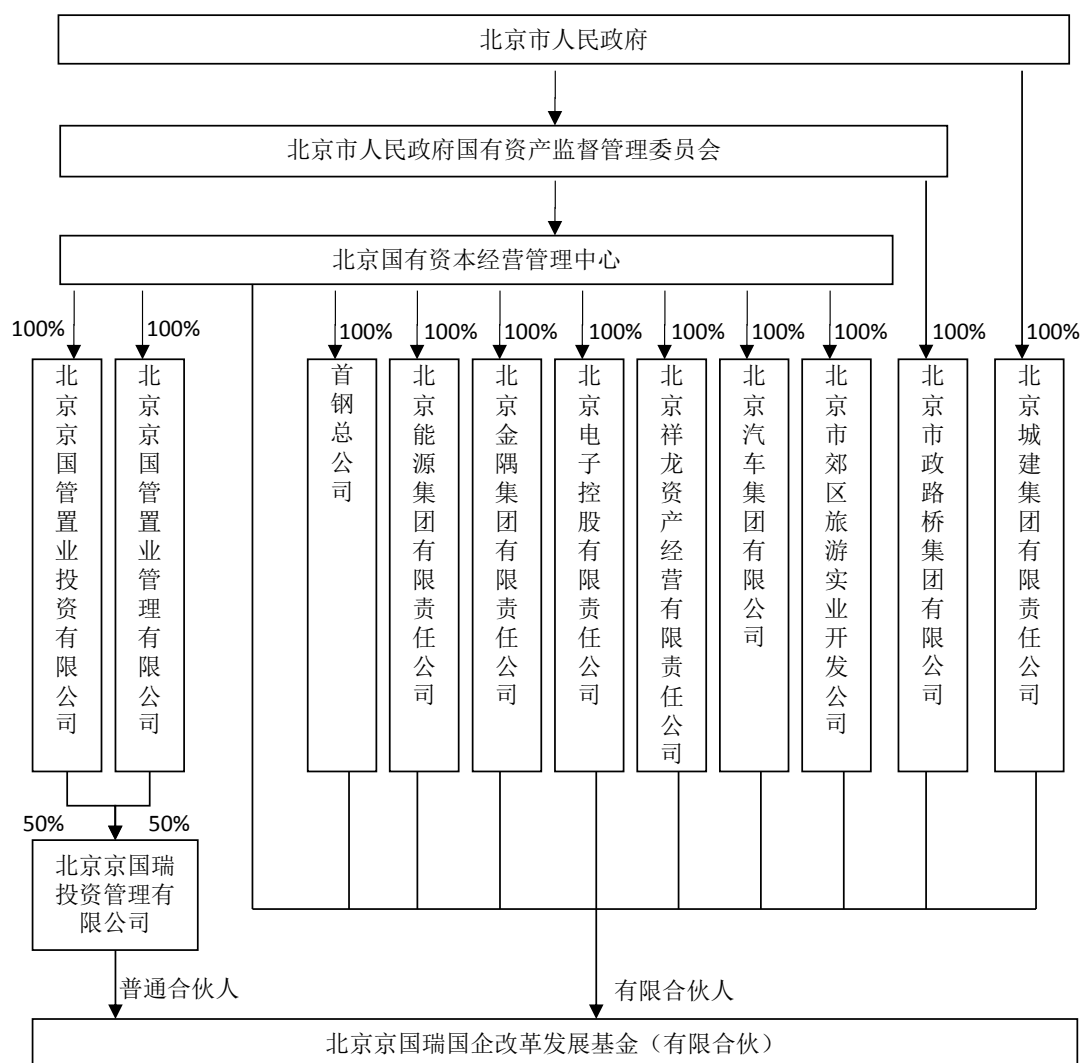 北京市人民政府
北京市人民政府国有资产监督管理委员会
北京国有资本经营管理中心
100%
100%
100%
100%
100%
100%
100%
100%
100%
100%
100%
北京京国管置业投资有限公司
北京京国管置业管理有限公司
首钢总公司
北京能源集团有限责任公司
北京金隅集团有限责任公司
北京电子控股有限责任公司
北京祥龙资产经营有限责任公司
北京汽车集团有限公司
北京市郊区旅游实业开发公司
北京市政路桥集团有限公司
北京城建集团有限责任公司
50%
50%
北京京国瑞
投资管理有
限公司
普通合伙人
有限合伙人
北京京国瑞国企改革发展基金（有限合伙）